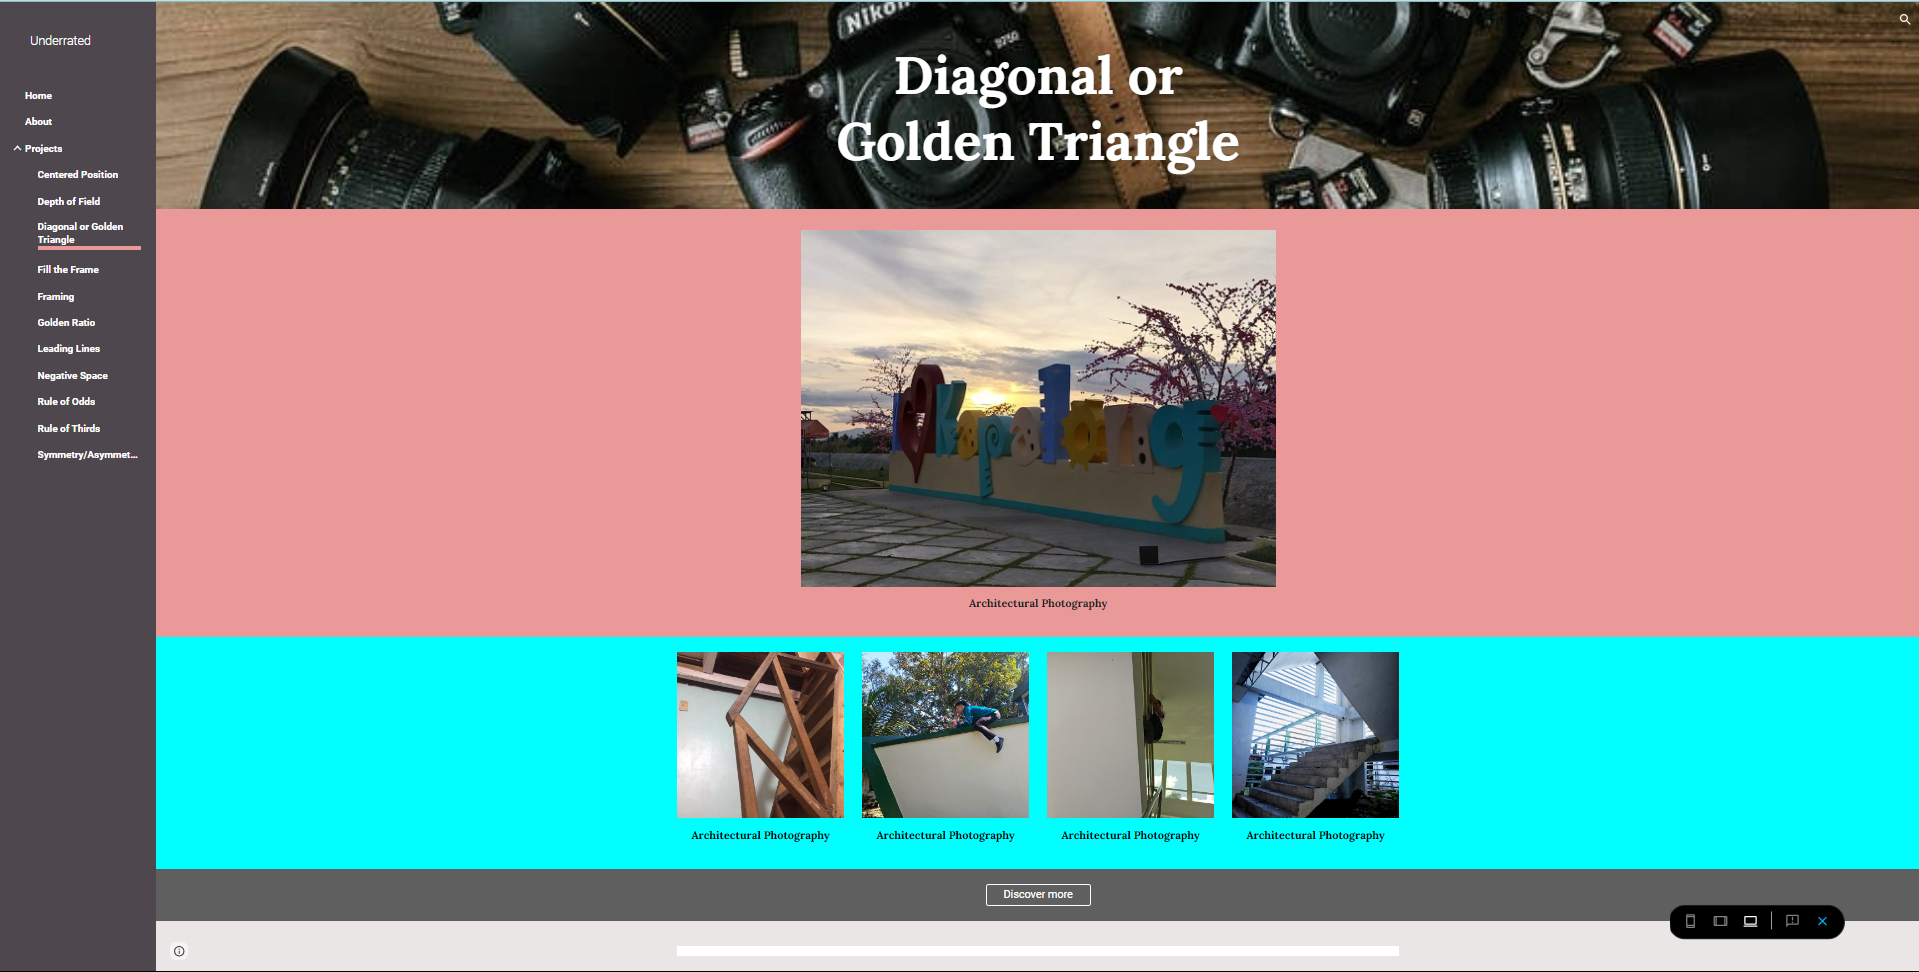 Underrated
Home
About
Projects
Centered Position
Depth of Field
Diagonal or Golden
Triangle
Fill the Frame
Framing
Golden Ratio
Leading Lines
Negative Space
Rule of Odds
Rule of Thirds
Symmetry/Asymmet...
Nikon
D750
Diagonal or
Golden Triangle
Kapalong
Architectural Photography
Architectural Photography
Architectural Photography
Architectural Photography
Architectural Photography
Discover more